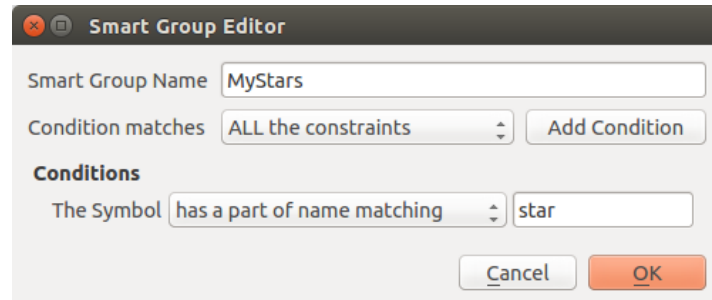 Smart Group Editor
Smart Group Name MyStars
Condition matches ALL the constraints Add Condition
Conditions
The Symbol has a part of name matching star
Cancel OK